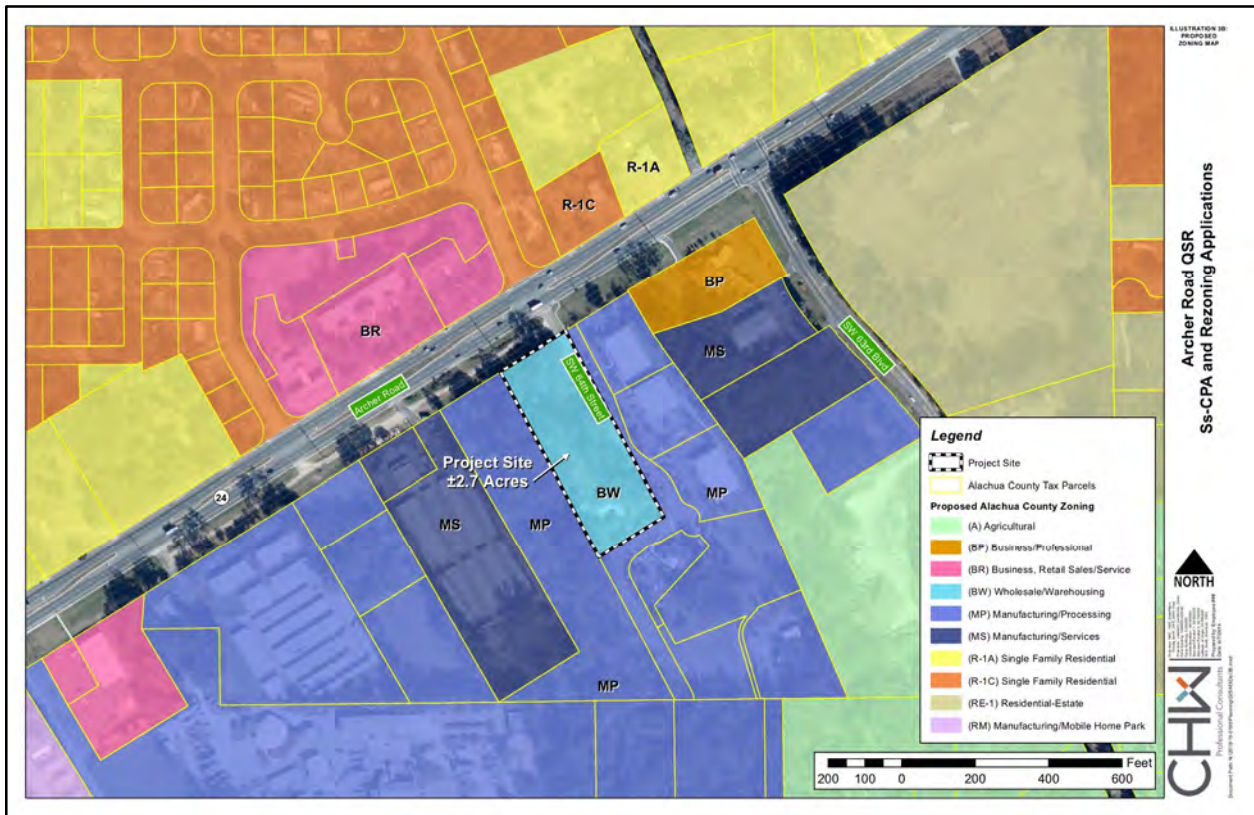 ILLUSTRATION 3B:
PROPOSED
ZONING MAP
Archer Road QSR
Ss-CPA and Rezoning Applications
R-1A
R-1C
BP
BR
MS
SW 63rd Blvd
SW 64th Street
Archer Road
Project Site
±2.7 Acres
BW
MP
MS
MP
24
MP
Legend
Project Site
Alachua County Tax Parcels
Proposed Alachua County Zoning
(A) Agricultural
(BP) Business/Professional
(BR) Business, Retail Sales/Service
(BW) Wholesale/Warehousing
(MP) Manufacturing/Processing
(MS) Manufacturing/Services
(R-1A) Single Family Residential
(R-1C) Single Family Residential
(RE-1) Residential-Estate
(RM) Manufacturing/Mobile Home Park
Feet
200 100 0 200 400 600
NORTH
CHW
Professional Consultants